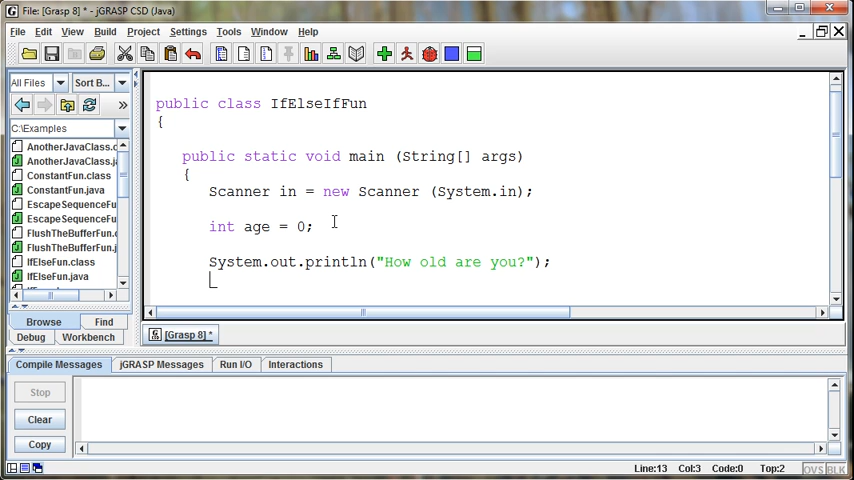 File: [Grasp 8] * - jGRASP CSD (Java)
File Edit View Build Project Settings Tools Window Help
All Files Sort B...
C:\Examples
AnotherJavaClass.c
AnotherJavaClass.ja
ConstantFun.class
ConstantFun.java
EscapeSequenceFu
EscapeSequenceFu
FlushTheBufferFun.c
FlushTheBufferFun.j
IfElseFun.class
IfElseFun.java
Browse Find
Debug Workbench
public class IfElseIfFun
{
public static void main (String[] args)
{
Scanner in = new Scanner (System.in);
int age = 0;
System.out.println("How old are you?");
[Grasp 8] *
Compile Messages jGRASP Messages Run I/O Interactions
Stop
Clear
Copy
Line:13 Col:3 Code:0 Top:2 OVS BLK